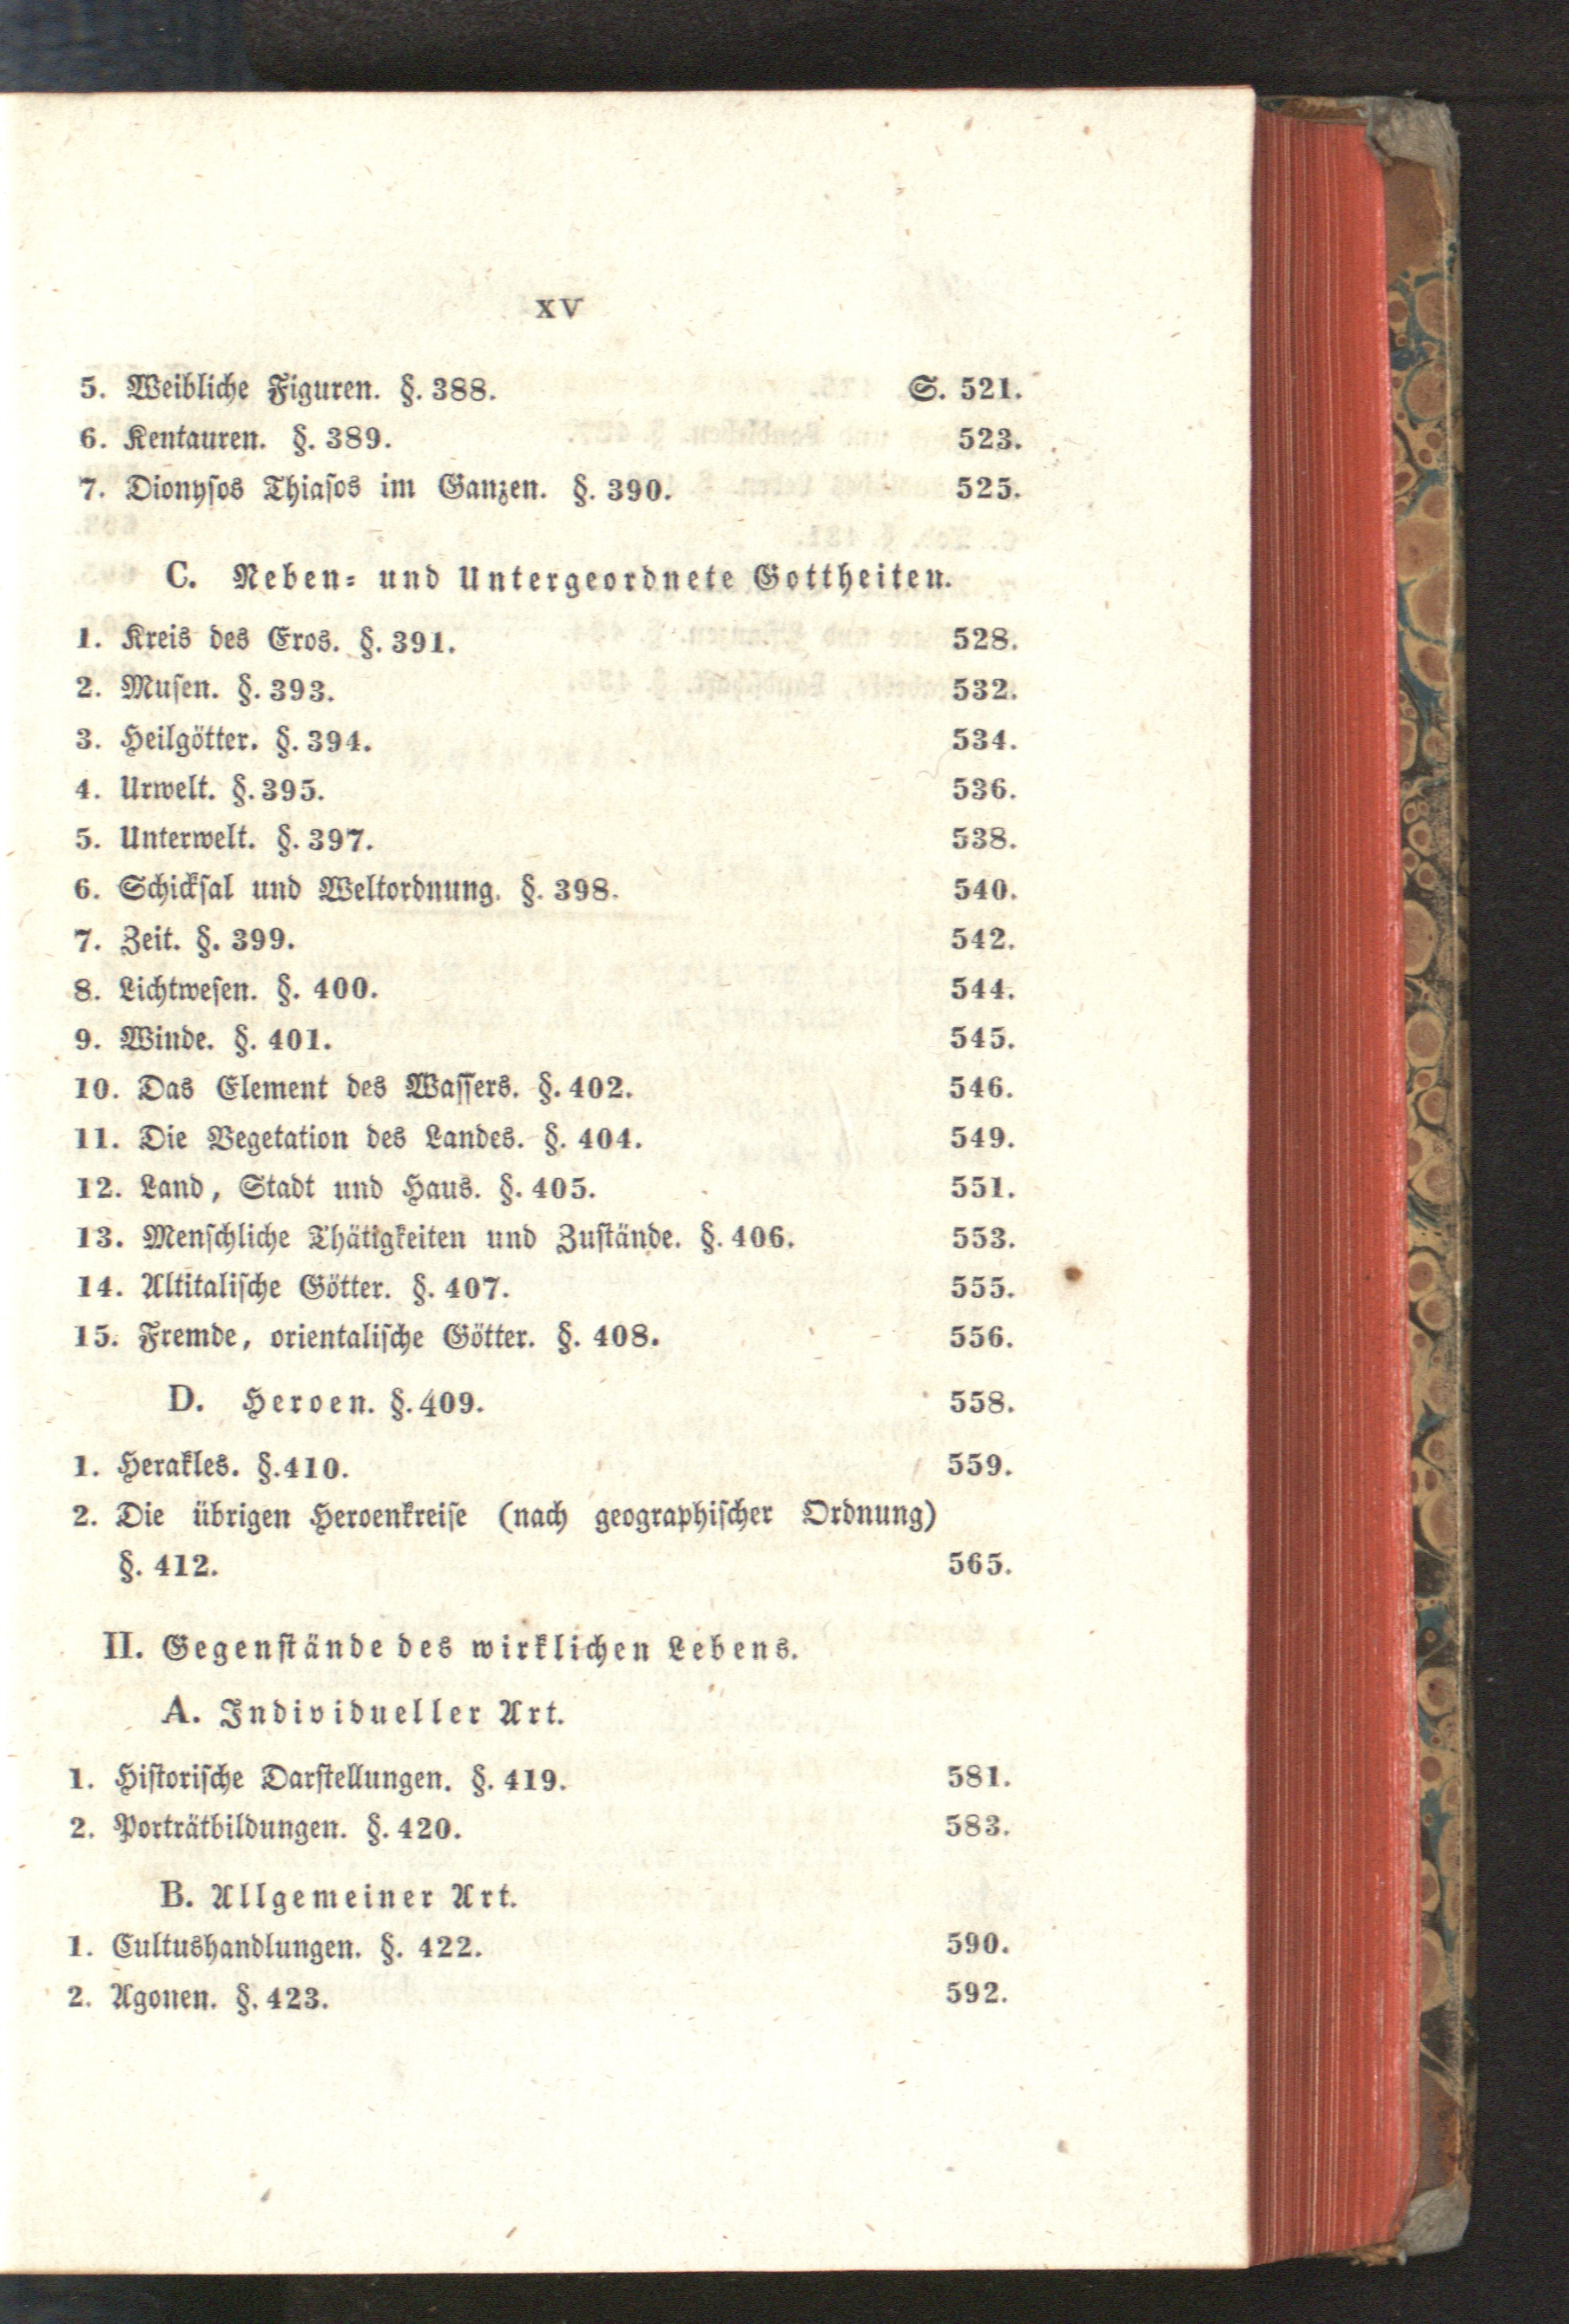 XV
5. Weibliche Figuren. §. 388. S. 521.
6. Kentauren. §. 389. 523.
7. Dionyſos Thiaſos im Ganzen. §. 390. 525.
C. Neben= und Untergeordnete Gottheiten.
1. Kreis des Eros. §. 391. 528.
2. Muſen. §. 393. 532.
3. Heilgötter. §. 394. 534.
4. Urwelt. §. 395. 536.
5. Unterwelt. §. 397. 538.
6. Schickſal und Weltordnung. §. 398. 540.
7. Zeit. §. 399. 542.
8. Lichtweſen. §. 400. 544.
9. Winde. §. 401. 545.
10. Das Element des Waſſers. §. 402. 546.
11. Die Vegetation des Landes. §. 404. 549.
12. Land, Stadt und Haus. §. 405. 551.
13. Menſchliche Thätigkeiten und Zuſtände. §. 406. 553.
14. Altitaliſche Götter. §. 407. 555.
15. Fremde, orientaliſche Götter. §. 408. 556.
D. Heroen. §. 409. 558.
1. Herakles. §. 410. 559.
2. Die übrigen Heroenkreiſe (nach geographiſcher Ordnung)
§. 412. 565.
II. Gegenſtände des wirklichen Lebens.
A. Individueller Art.
1. Hiſtoriſche Darſtellungen. §. 419. 581.
2. Porträtbildungen. §. 420. 583.
B. Allgemeiner Art.
1. Cultushandlungen. §. 422. 590.
2. Agonen. §. 423. 592.